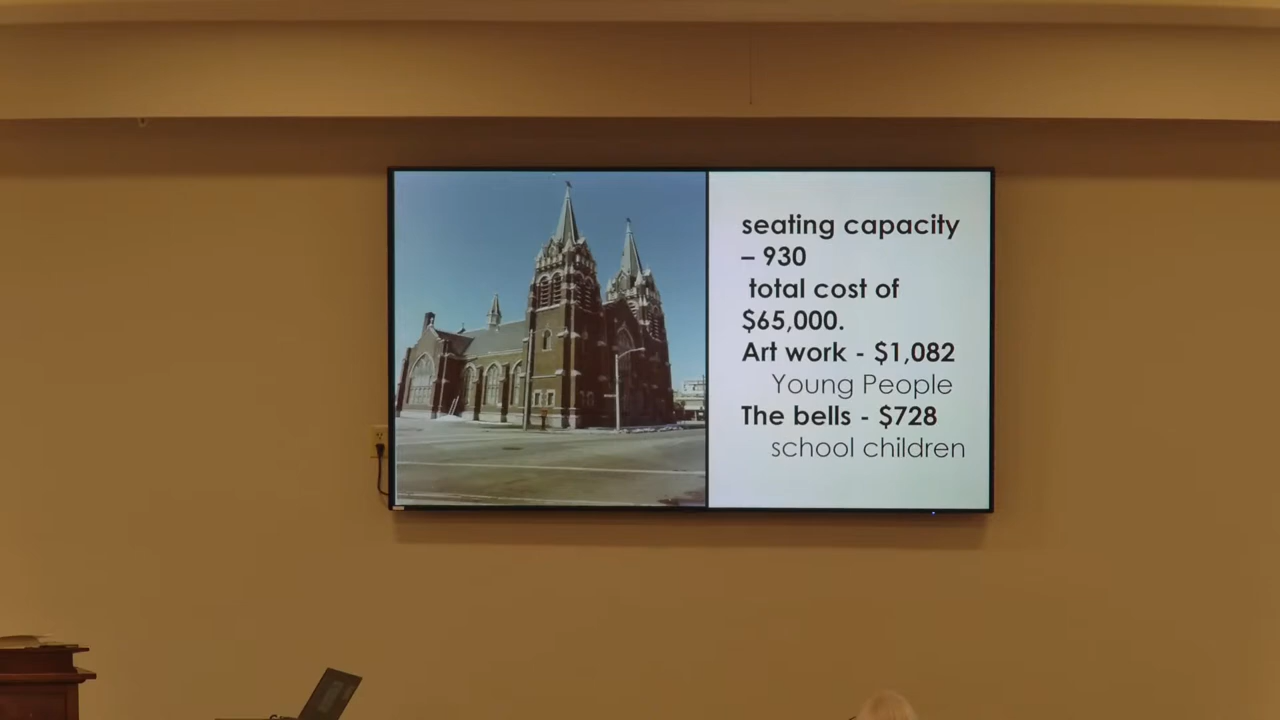 seating capacity
– 930
total cost of
$65,000.
Art work - $1,082
Young People
The bells - $728
school children